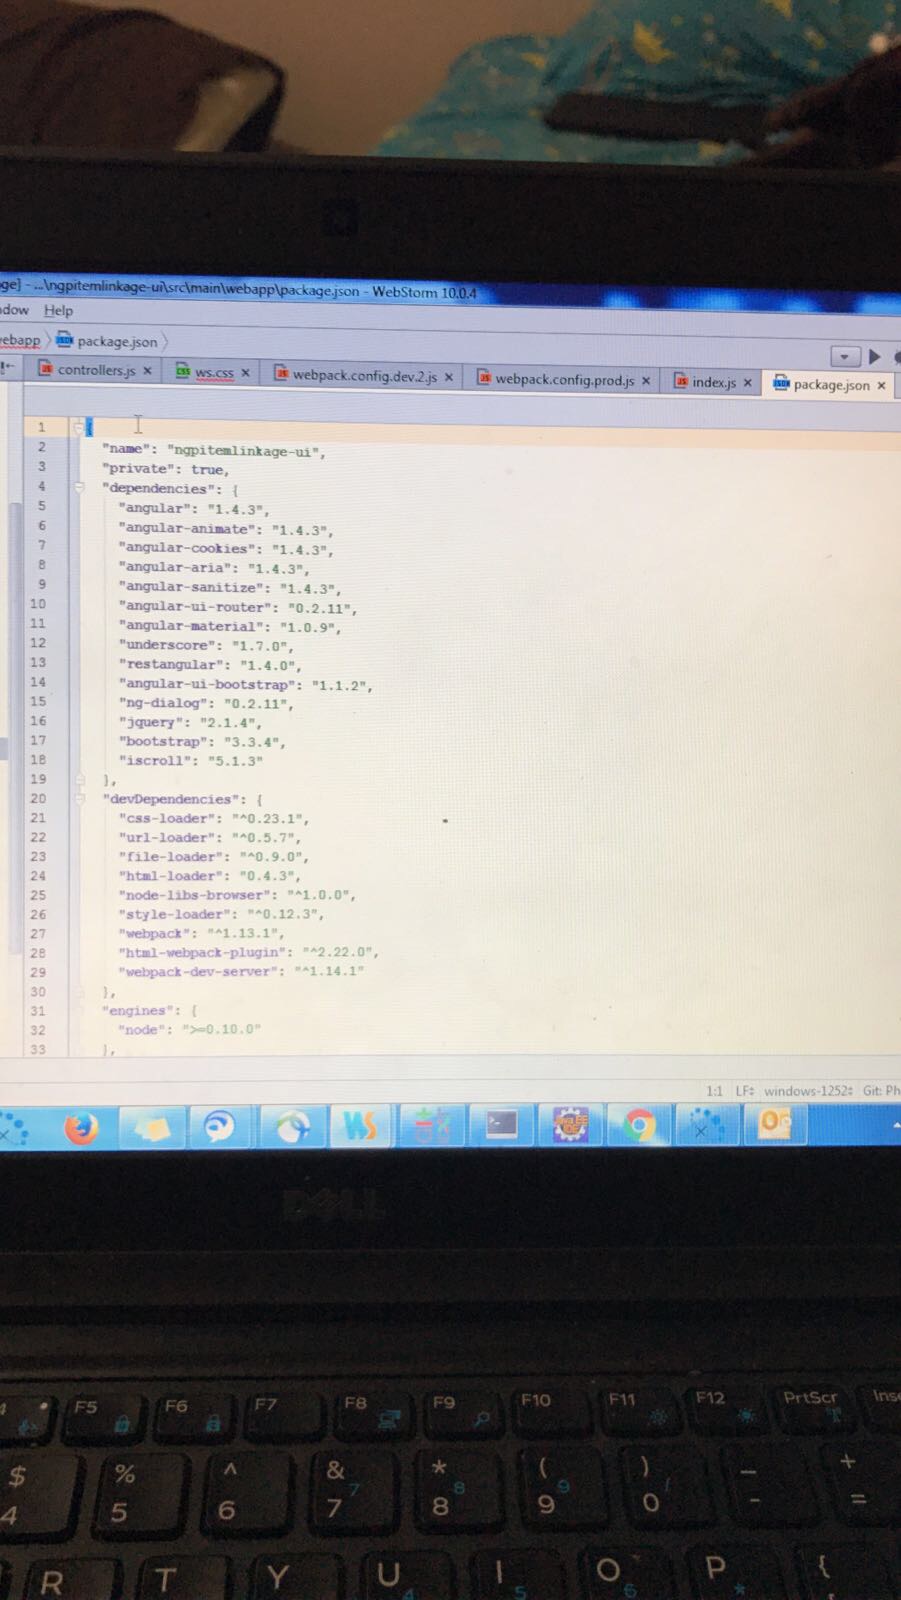 ge] - ...\ngpitemlinkage-ui\src\main\webapp\package.json - WebStorm 10.0.4
dow Help
ebapp package.json
controllers.js ws.css webpack.config.dev.2.js webpack.config.prod.js index.js package.json
1 {
2 "name": "ngpitemlinkage-ui",
3 "private": true,
4 "dependencies": {
5 "angular": "1.4.3",
6 "angular-animate": "1.4.3",
7 "angular-cookies": "1.4.3",
8 "angular-aria": "1.4.3",
9 "angular-sanitize": "1.4.3",
10 "angular-ui-router": "0.2.11",
11 "angular-material": "1.0.9",
12 "underscore": "1.7.0",
13 "restangular": "1.4.0",
14 "angular-ui-bootstrap": "1.1.2",
15 "ng-dialog": "0.2.11",
16 "jquery": "2.1.4",
17 "bootstrap": "3.3.4",
18 "iscroll": "5.1.3"
19 },
20 "devDependencies": {
21 "css-loader": "^0.23.1",
22 "url-loader": "^0.5.7",
23 "file-loader": "^0.9.0",
24 "html-loader": "0.4.3",
25 "node-libs-browser": "^1.0.0",
26 "style-loader": "^0.12.3",
27 "webpack": "^1.13.1",
28 "html-webpack-plugin": "^2.22.0",
29 "webpack-dev-server": "^1.14.1"
30 },
31 "engines": {
32 "node": ">=0.10.0"
33 },
1:1 LF windows-1252 Git: Ph
WS
DELL
4 F5 F6 F7 F8 F9 F10 F11 F12 PrtScr Inse
$ % ^ & * ( ) _ +
4 5 6 7 8 9 0 - =
7 8 9 /
R T Y U I O P {
4 5 6 *